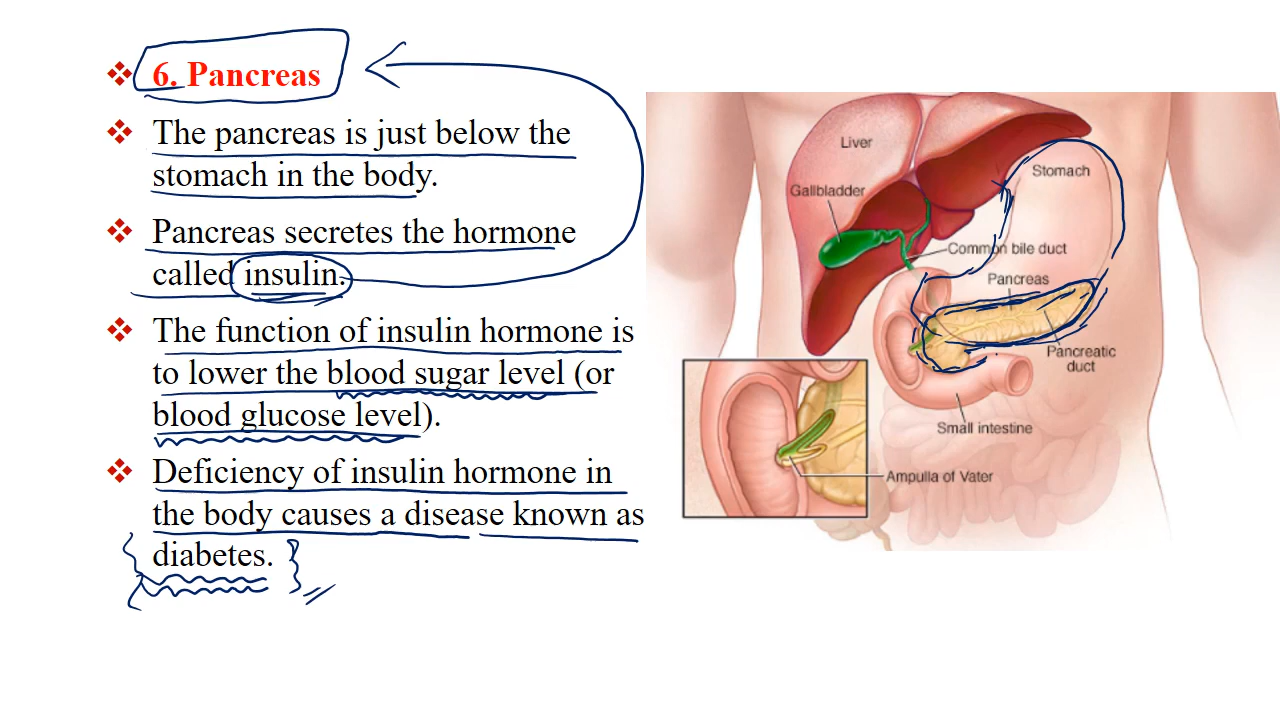 ❖ 6. Pancreas
❖ The pancreas is just below the
stomach in the body.
❖ Pancreas secretes the hormone
called insulin.
❖ The function of insulin hormone is
to lower the blood sugar level (or
blood glucose level).
❖ Deficiency of insulin hormone in
the body causes a disease known as
diabetes.
Liver
Stomach
Gallbladder
Common bile duct
Pancreas
Pancreatic
duct
Small intestine
Ampulla of Vater